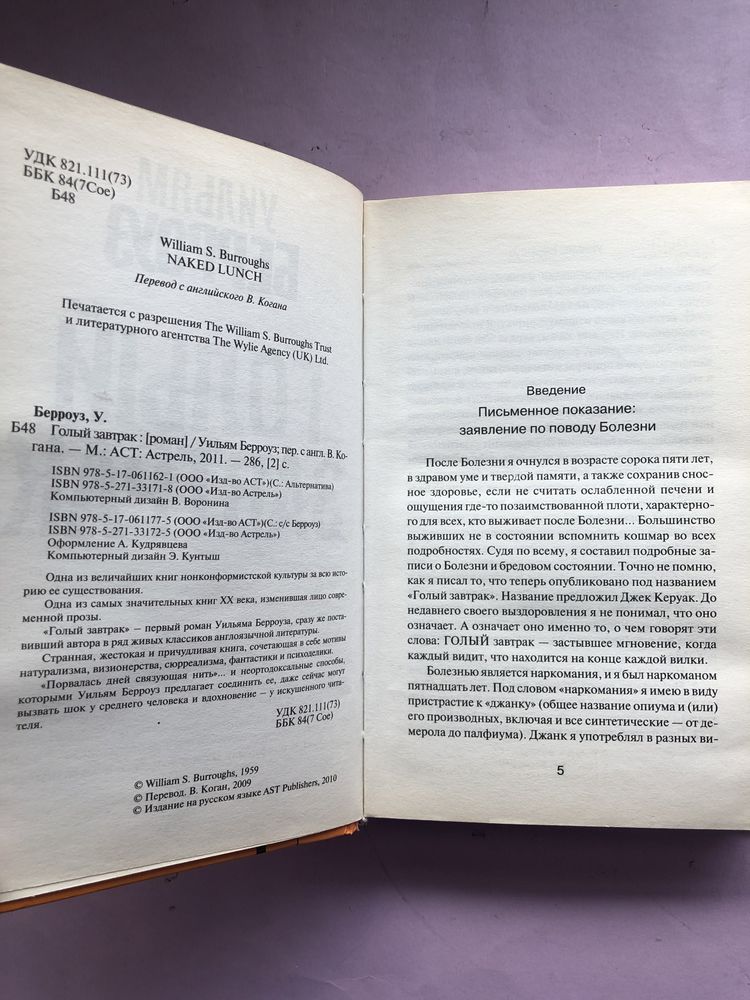 УДК 821.111(73)
ББК 84(7Сое)
Б48
William S. Burroughs
NAKED LUNCH
Перевод с английского В. Когана
Печатается с разрешения The William S. Burroughs Trust
и литературного агентства The Wylie Agency (UK) Ltd.
Берроуз, У.
Б48 Голый завтрак : [роман] / Уильям Берроуз; пер. с англ. В. Ко-
гана. — М.: АСТ: Астрель, 2011. — 286, [2] с.
ISBN 978-5-17-061162-1 (ООО «Изд-во АСТ»)(С.: Альтернатива)
ISBN 978-5-271-33171-8 (ООО «Изд-во Астрель»)
Компьютерный дизайн В. Воронина
ISBN 978-5-17-061177-5 (ООО «Изд-во АСТ»)(С.: с/с Берроуз)
ISBN 978-5-271-33172-5 (ООО «Изд-во Астрель»)
Оформление А. Кудрявцева
Компьютерный дизайн Э. Кунтыш
Одна из величайших книг нонконформистской культуры за всю исто-
рию ее существования.
Одна из самых значительных книг XX века, изменившая лицо совре-
менной прозы.
«Голый завтрак» – первый роман Уильяма Берроуза, сразу же поста-
вивший автора в ряд живых классиков англоязычной литературы.
Странная, жестокая и причудливая книга, сочетающая в себе мотивы
натурализма, визионерства, сюрреализма, фантастики и психоделики.
«Порвалась дней связующая нить»... и неортодоксальные способы,
которыми Уильям Берроуз предлагает соединить ее, даже сейчас могут
вызвать шок у среднего человека и вдохновение – у искушенного чита-
теля.
УДК 821.111(73)
ББК 84(7 Сое)
© William S. Burroughs, 1959
© Перевод. В. Коган, 2009
© Издание на русском языке AST Publishers, 2010
Введение
Письменное показание:
заявление по поводу Болезни
После Болезни я очнулся в возрасте сорока пяти лет,
в здравом уме и твердой памяти, а также сохранив снос-
ное здоровье, если не считать ослабленной печени и
ощущения где-то позаимствованной плоти, характерно-
го для всех, кто выживает после Болезни... Большинство
выживших не в состоянии вспомнить кошмар во всех
подробностях. Судя по всему, я составил подробные за-
писи о Болезни и бредовом состоянии. Точно не помню,
как я писал то, что теперь опубликовано под названием
«Голый завтрак». Название предложил Джек Керуак. До
недавнего своего выздоровления я не понимал, что оно
означает. А означает оно именно то, о чем говорят эти
слова: ГОЛЫЙ завтрак — застывшее мгновение, когда
каждый видит, что находится на конце каждой вилки.
Болезнью является наркомания, и я был наркоманом
пятнадцать лет. Под словом «наркомания» я имею в виду
пристрастие к «джанку» (общее название опиума и (или)
его производных, включая и все синтетические — от де-
мерола до палфиума). Джанк я употреблял в разных ви-
5